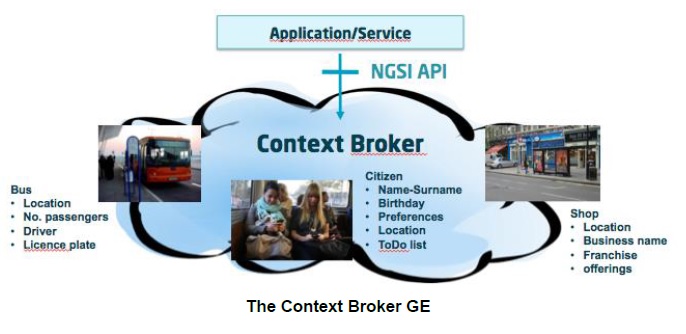 Application/Service
NGSI API
Context Broker
Bus
• Location
• No. passengers
• Driver
• Licence plate
Citizen
• Name-Surname
• Birthday
• Preferences
• Location
• ToDo list
Shop
• Location
• Business name
• Franchise
• offerings
The Context Broker GE